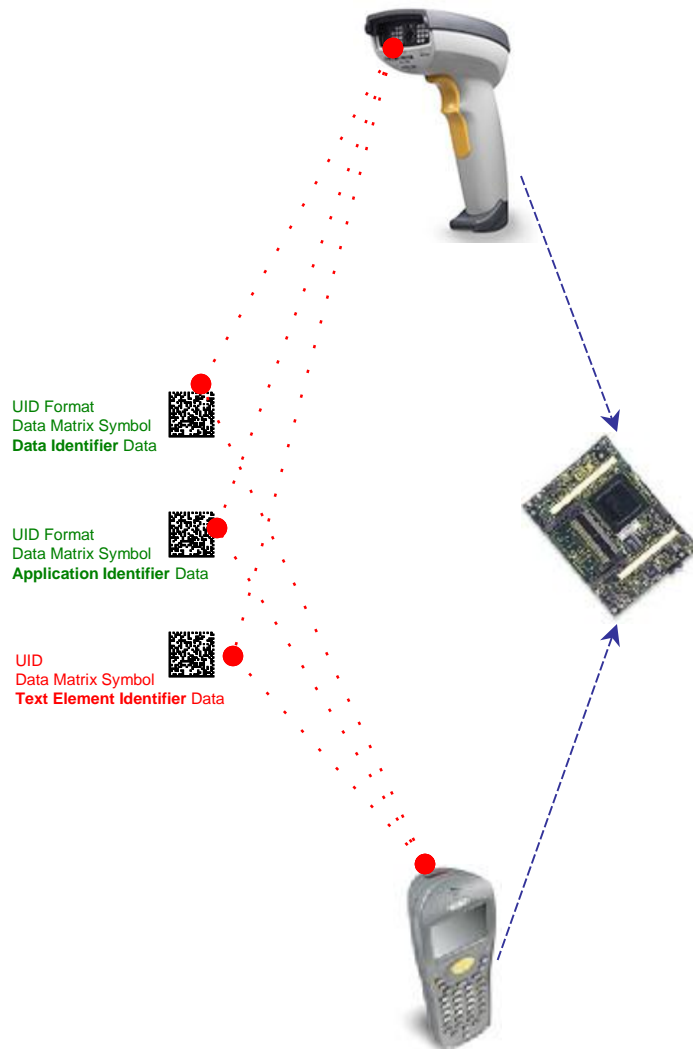 UID Format
Data Matrix Symbol
Data Identifier Data
UID Format
Data Matrix Symbol
Application Identifier Data
UID
Data Matrix Symbol
Text Element Identifier Data